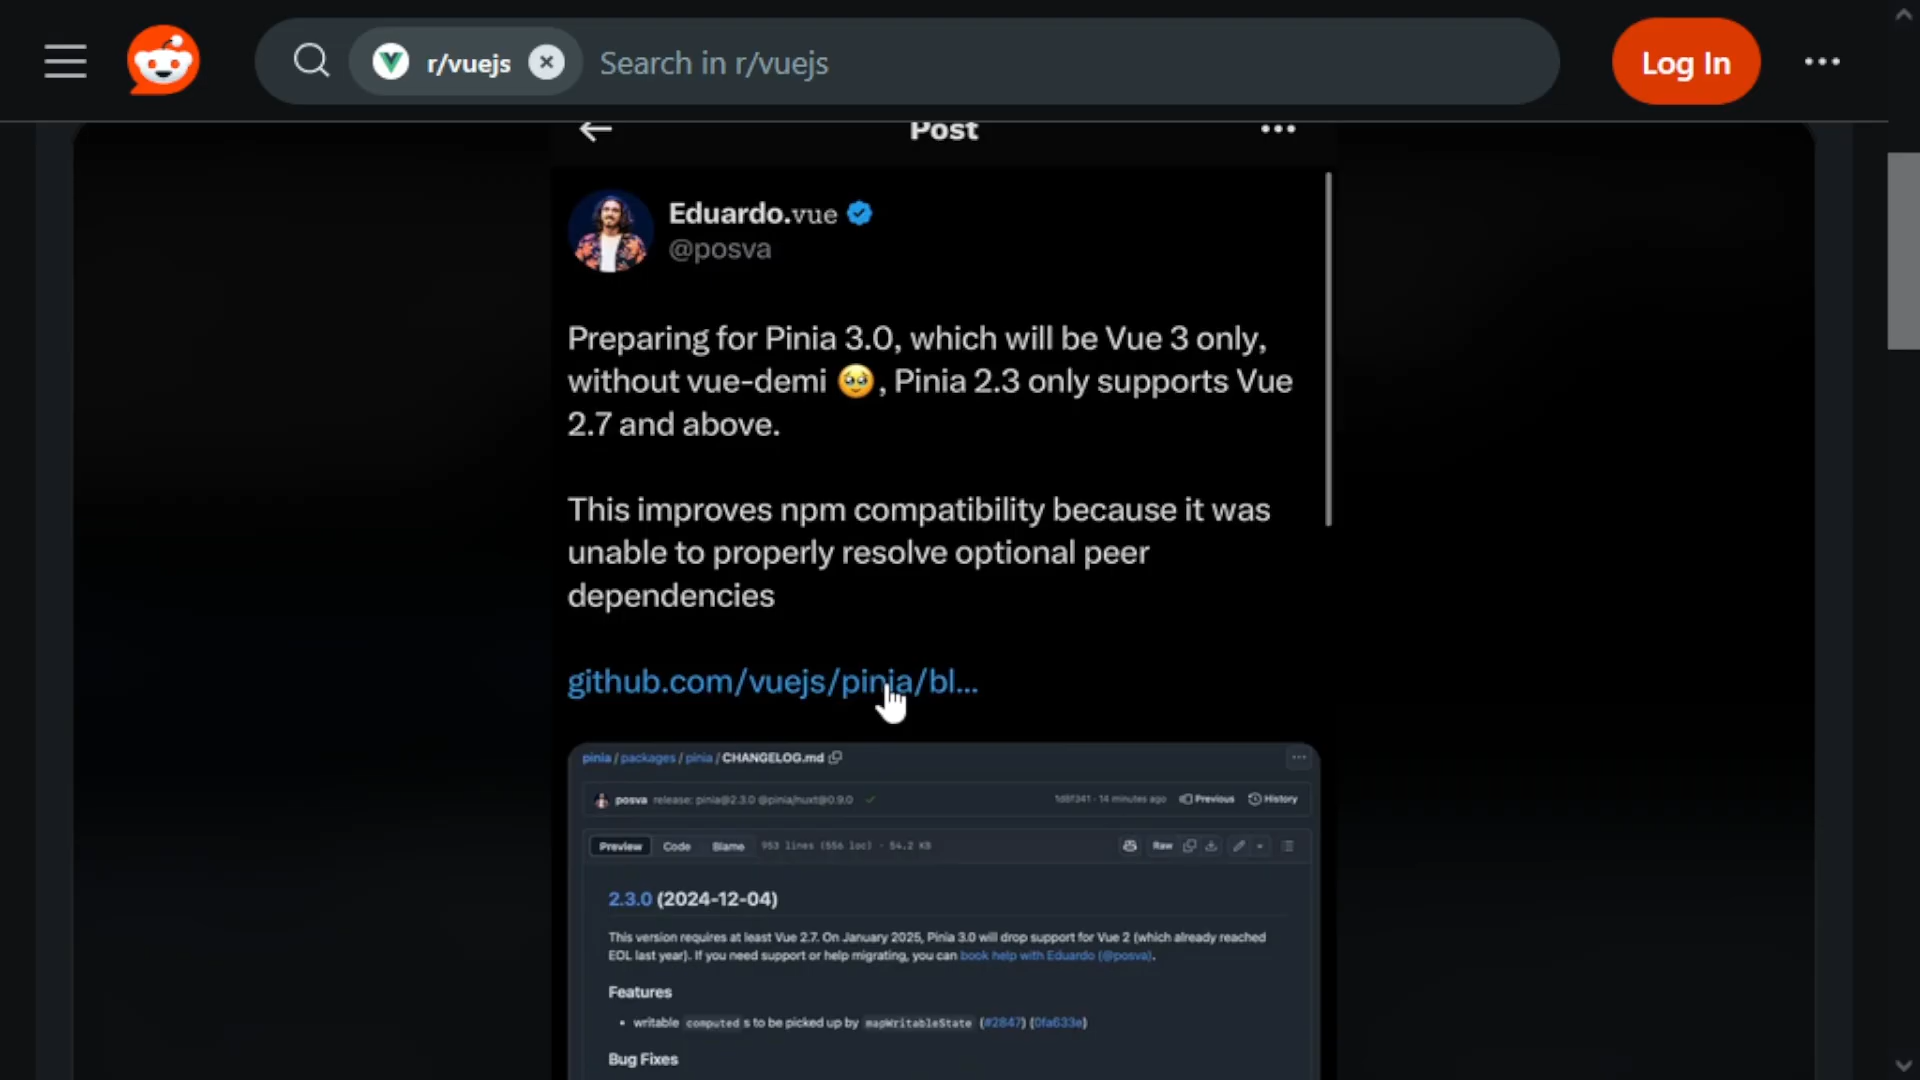 r/vuejs
Search in r/vuejs
Log In
Post
Eduardo.vue
@posva
Preparing for Pinia 3.0, which will be Vue 3 only,
without vue-demi 🥹, Pinia 2.3 only supports Vue
2.7 and above.
This improves npm compatibility because it was
unable to properly resolve optional peer
dependencies
github.com/vuejs/pinia/bl...
pinia / packages / pinia / CHANGELOG.md
posva release: pinia@2.3.0 @pinia/nuxt@0.9.0
1d8f341 · 14 minutes ago Previous History
Preview Code Blame 953 lines (556 loc) · 54.2 KB Raw
2.3.0 (2024-12-04)
This version requires at least Vue 2.7. On January 2025, Pinia 3.0 will drop support for Vue 2 (which already reached
EOL last year). If you need support or help migrating, you can book help with Eduardo (@posva).
Features
• writable computed s to be picked up by mapWritableState (#2847) (0fa633e)
Bug Fixes